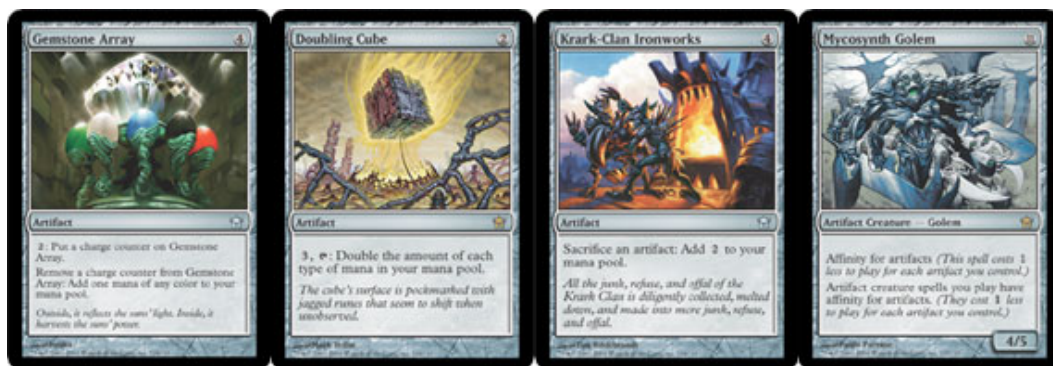 Gemstone Array 4
Artifact
2: Put a charge counter on Gemstone
Array.
Remove a charge counter from Gemstone
Array: Add one mana of any color to your
mana pool.
Outside, it reflects the suns' light. Inside, it
harvests the suns' power.
Doubling Cube 2
Artifact
3, : Double the amount of each
type of mana in your mana pool.
The cube's surface is pockmarked with
jagged runes that seem to shift when
unobserved.
Krark-Clan Ironworks 4
Artifact
Sacrifice an artifact: Add 2 to your
mana pool.
All the junk, refuse, and offal of the
Krark Clan is diligently collected, melted
down, and made into more junk, refuse,
and offal.
Mycosynth Golem
Artifact Creature — Golem
Affinity for artifacts (This spell costs 1
less to play for each artifact you control.)
Artifact creature spells you play have
affinity for artifacts. (They cost 1 less
to play for each artifact you control.)
4/5